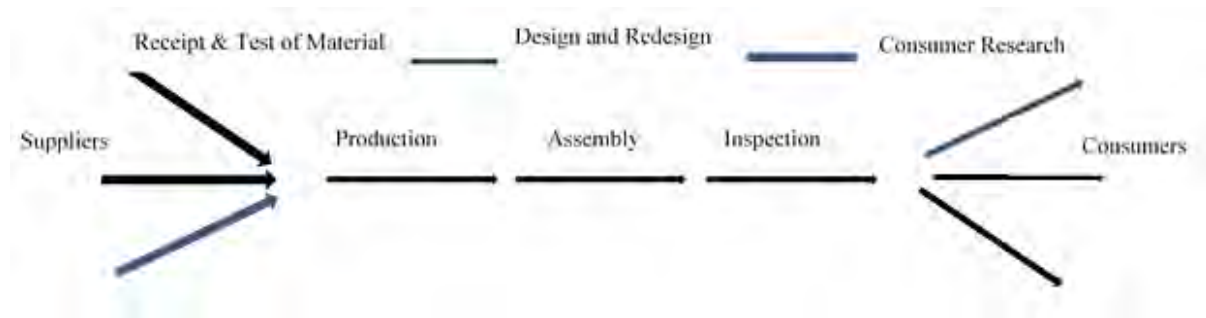 Receipt & Test of Material
Design and Redesign
Consumer Research
Suppliers
Production
Assembly
Inspection
Consumers